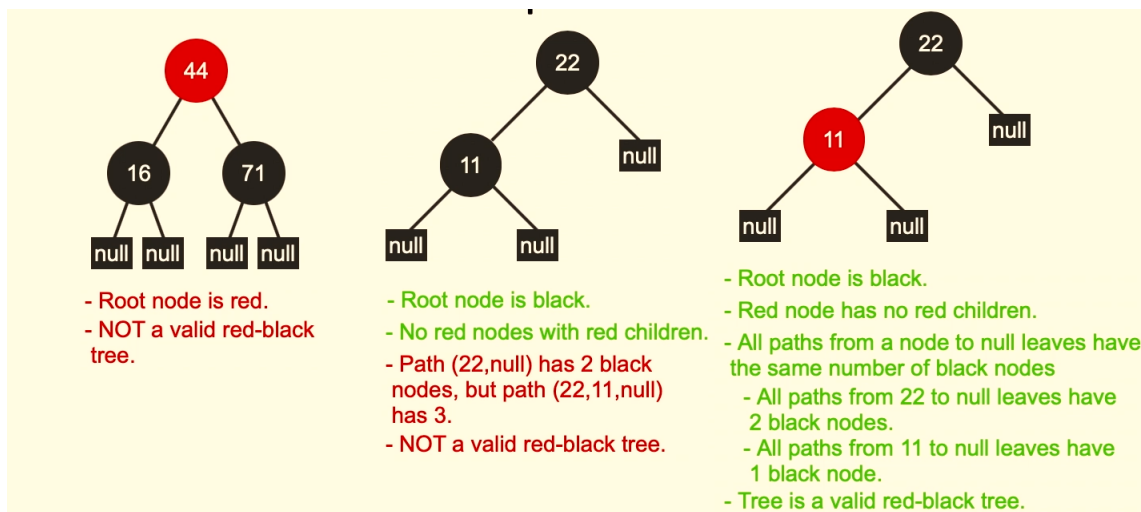 44
16
71
null
null
null
null
- Root node is red.
- NOT a valid red-black
tree.
22
11
null
null
null
- Root node is black.
- No red nodes with red children.
- Path (22,null) has 2 black
nodes, but path (22,11,null)
has 3.
- NOT a valid red-black tree.
22
11
null
null
null
- Root node is black.
- Red node has no red children.
- All paths from a node to null leaves have
the same number of black nodes
- All paths from 22 to null leaves have
2 black nodes.
- All paths from 11 to null leaves have
1 black node.
- Tree is a valid red-black tree.